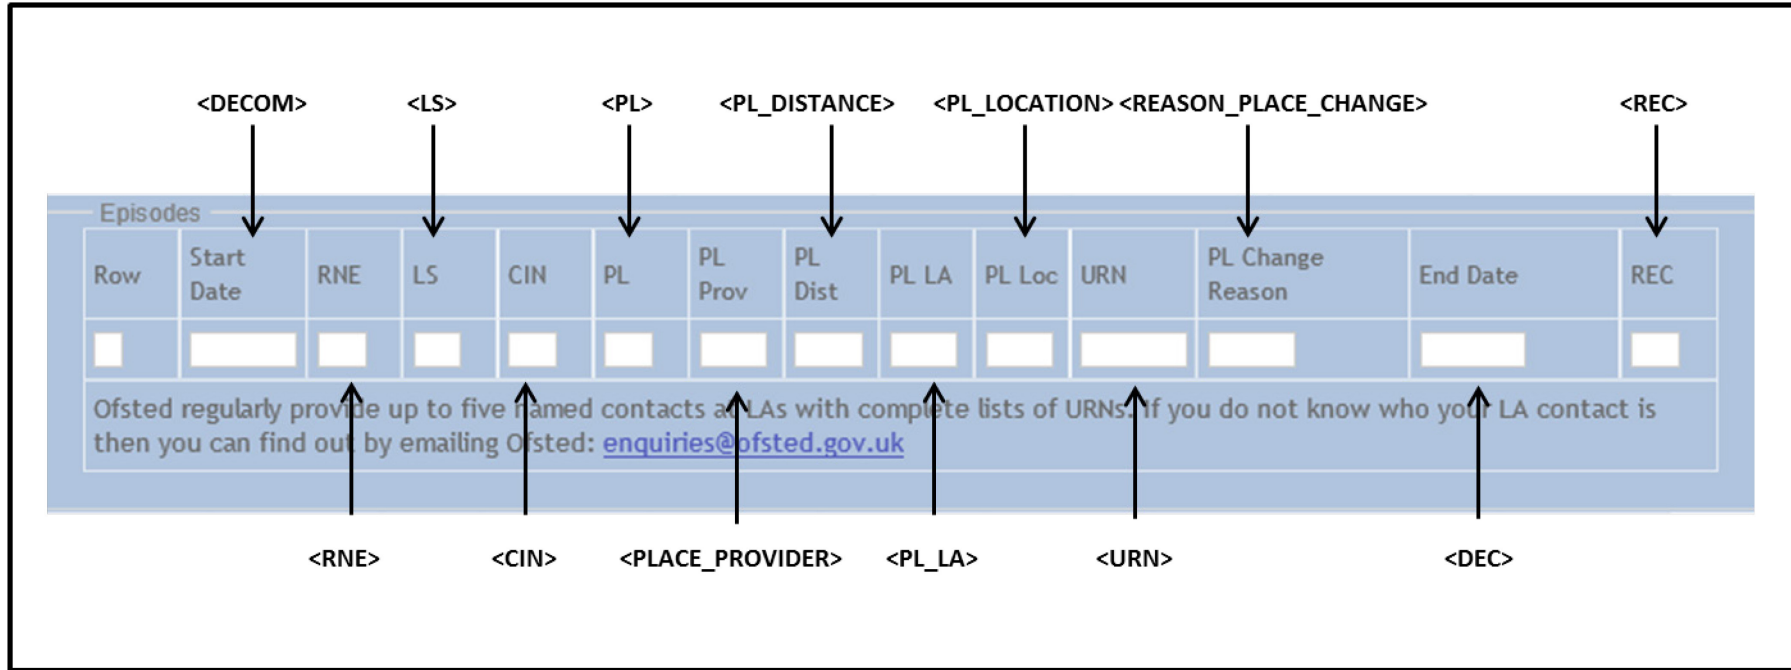 <DECOM> <LS> <PL> <PL_DISTANCE> <PL_LOCATION> <REASON_PLACE_CHANGE> <REC>
Episodes
Row Start Date RNE LS CIN PL PL Prov PL Dist PL LA PL Loc URN PL Change Reason End Date REC
Ofsted regularly provide up to five named contacts at LAs with complete lists of URNs. If you do not know who your LA contact is
then you can find out by emailing Ofsted: enquiries@ofsted.gov.uk
<RNE> <CIN> <PLACE_PROVIDER> <PL_LA> <URN> <DEC>